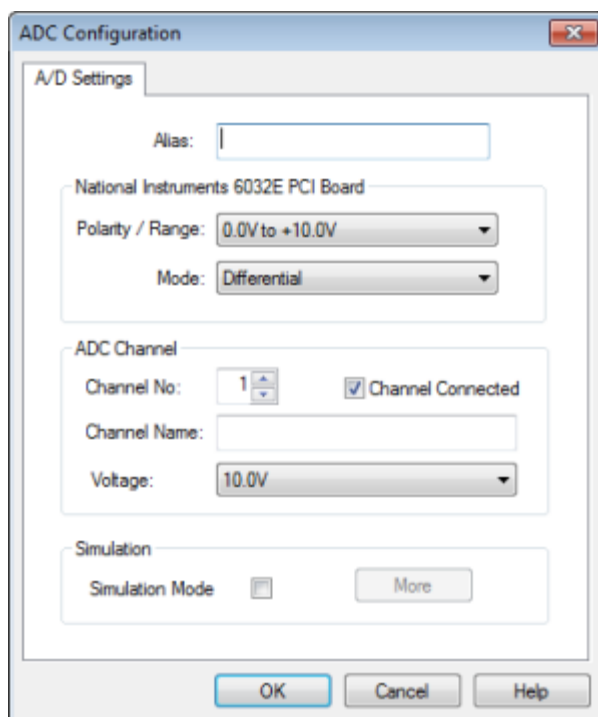 ADC Configuration
A/D Settings
Alias:
National Instruments 6032E PCI Board
Polarity / Range: 0.0V to +10.0V
Mode: Differential
ADC Channel
Channel No: 1 Channel Connected
Channel Name:
Voltage: 10.0V
Simulation
Simulation Mode More
OK Cancel Help